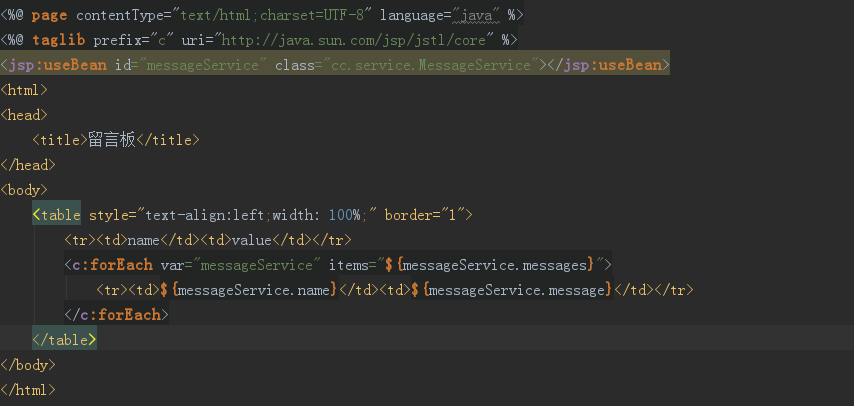 <%@ page contentType="text/html;charset=UTF-8" language="java" %>
<%@ taglib prefix="c" uri="http://java.sun.com/jsp/jstl/core" %>
<jsp:useBean id="messageService" class="cc.service.MessageService"></jsp:useBean>
<html>
<head>
    <title>留言板</title>
</head>
<body>
    <table style="text-align:left;width: 100%;" border="1">
        <tr><td>name</td><td>value</td></tr>
        <c:forEach var="messageService" items="${messageService.messages}">
            <tr><td>${messageService.name}</td><td>${messageService.message}</td></tr>
        </c:forEach>
    </table>
</body>
</html>